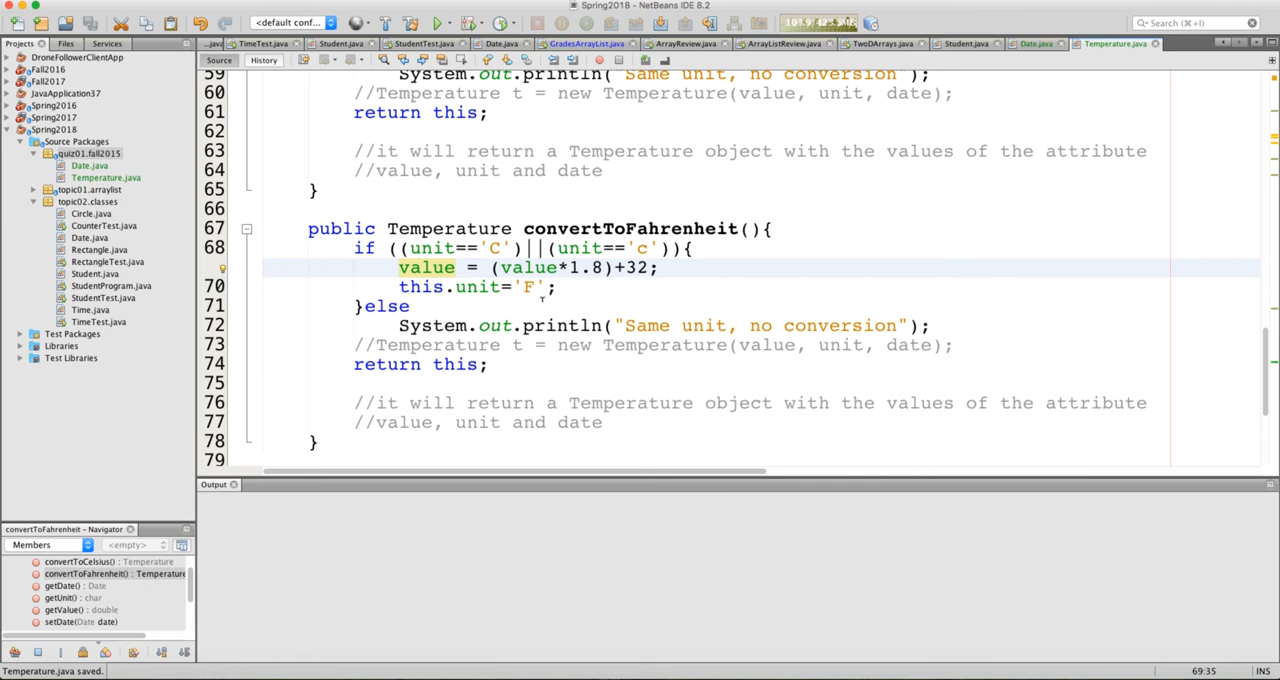 Spring2018 - NetBeans IDE 8.2
<default conf...
103.9/423.5MB
Search (⌘+I)
Projects
Files
Services
...java
TimeTest.java
Student.java
StudentTest.java
Date.java
GradesArrayList.java
ArrayReview.java
ArrayListReview.java
TwoDArrays.java
Student.java
Date.java
Temperature.java
Source
History
DroneFollowerClientApp
Fall2016
Fall2017
JavaApplication37
Spring2016
Spring2017
Spring2018
Source Packages
quiz01.fall2015
Date.java
Temperature.java
topic01.arraylist
topic02.classes
Circle.java
CounterTest.java
Date.java
Rectangle.java
RectangleTest.java
Student.java
StudentProgram.java
StudentTest.java
Time.java
TimeTest.java
Test Packages
Libraries
Test Libraries
59 System.out.println("Same unit, no conversion");
60 //Temperature t = new Temperature(value, unit, date);
61 return this;
62
63 //it will return a Temperature object with the values of the attribute
64 //value, unit and date
65 }
66
67 public Temperature convertToFahrenheit(){
68 if ((unit=='C')||(unit=='c')){
value = (value*1.8)+32;
70 this.unit='F';
71 }else
72 System.out.println("Same unit, no conversion");
73 //Temperature t = new Temperature(value, unit, date);
74 return this;
75
76 //it will return a Temperature object with the values of the attribute
77 //value, unit and date
78 }
79
Output
convertToFahrenheit - Navigator
Members
<empty>
convertToCelsius() : Temperature
convertToFahrenheit() : Temperature
getDate() : Date
getUnit() : char
getValue() : double
setDate(Date date)
Temperature.java saved.
69:35
INS